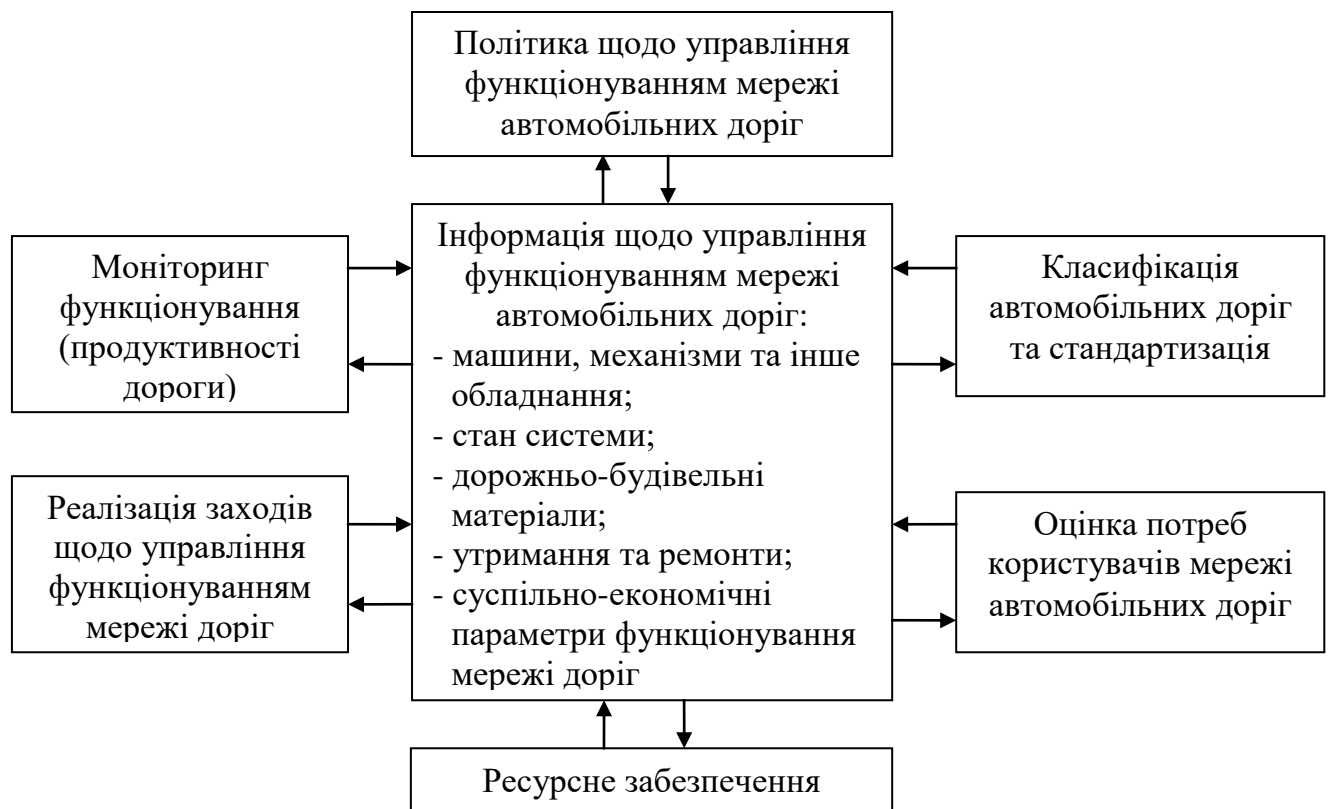 Політика щодо управління
функціонуванням мережі
автомобільних доріг
Моніторинг
функціонування
(продуктивності
дороги)
Реалізація заходів
щодо управління
функціонуванням
мережі доріг
Інформація щодо управління
функціонуванням мережі
автомобільних доріг:
- машини, механізми та інше
обладнання;
- стан системи;
- дорожньо-будівельні
матеріали;
- утримання та ремонти;
- суспільно-економічні
параметри функціонування
мережі доріг
Класифікація
автомобільних доріг
та стандартизація
Оцінка потреб
користувачів мережі
автомобільних доріг
Ресурсне забезпечення